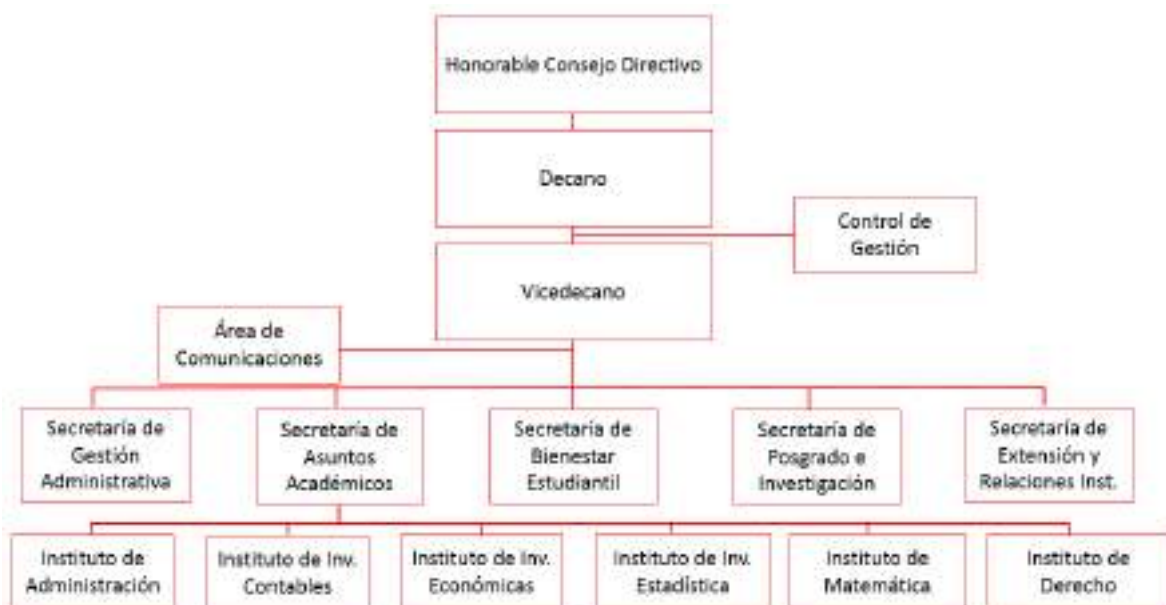 Honorable Consejo Directivo
Decano
Control de
Gestión
Vicedecano
Área de
Comunicaciones
Secretaría de
Gestión
Administrativa
Secretaría de
Asuntos
Académicos
Secretaría de
Bienestar
Estudiantil
Secretaría de
Posgrado e
Investigación
Secretaría de
Extensión y
Relaciones Inst.
Instituto de
Administración
Instituto de Inv.
Contables
Instituto de Inv.
Económicas
Instituto de Inv.
Estadística
Instituto de
Matemática
Instituto de
Derecho